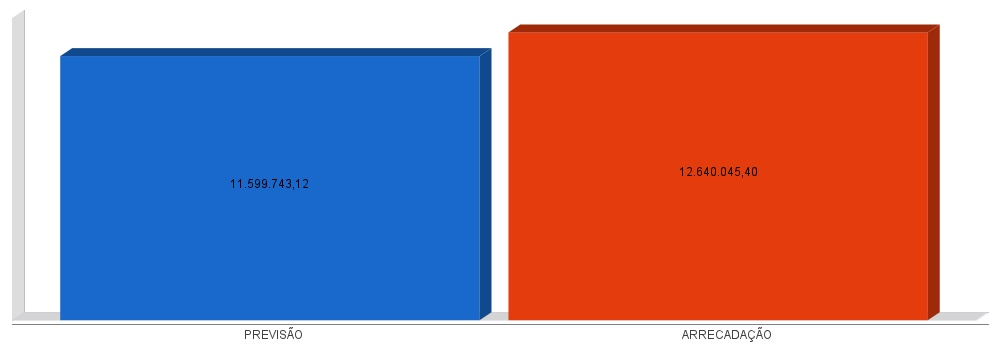 11.599.743,12
12.640.045,40
PREVISÃO
ARRECADAÇÃO